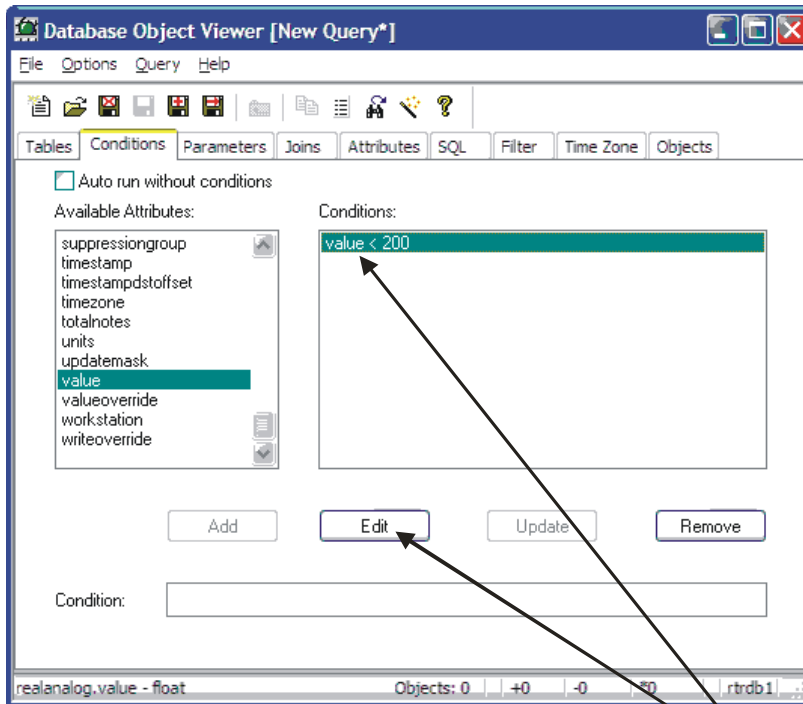 Database Object Viewer [New Query*]
File Options Query Help
Tables Conditions Parameters Joins Attributes SQL Filter Time Zone Objects
Auto run without conditions
Available Attributes:
Conditions:
suppressiongroup
timestamp
timestampdstoffset
timezone
totalnotes
units
updatemask
value
valueoverride
workstation
writeoverride
value < 200
Add Edit Update Remove
Condition:
realanalog.value - float Objects: 0 +0 -0 *0 rtrdb1